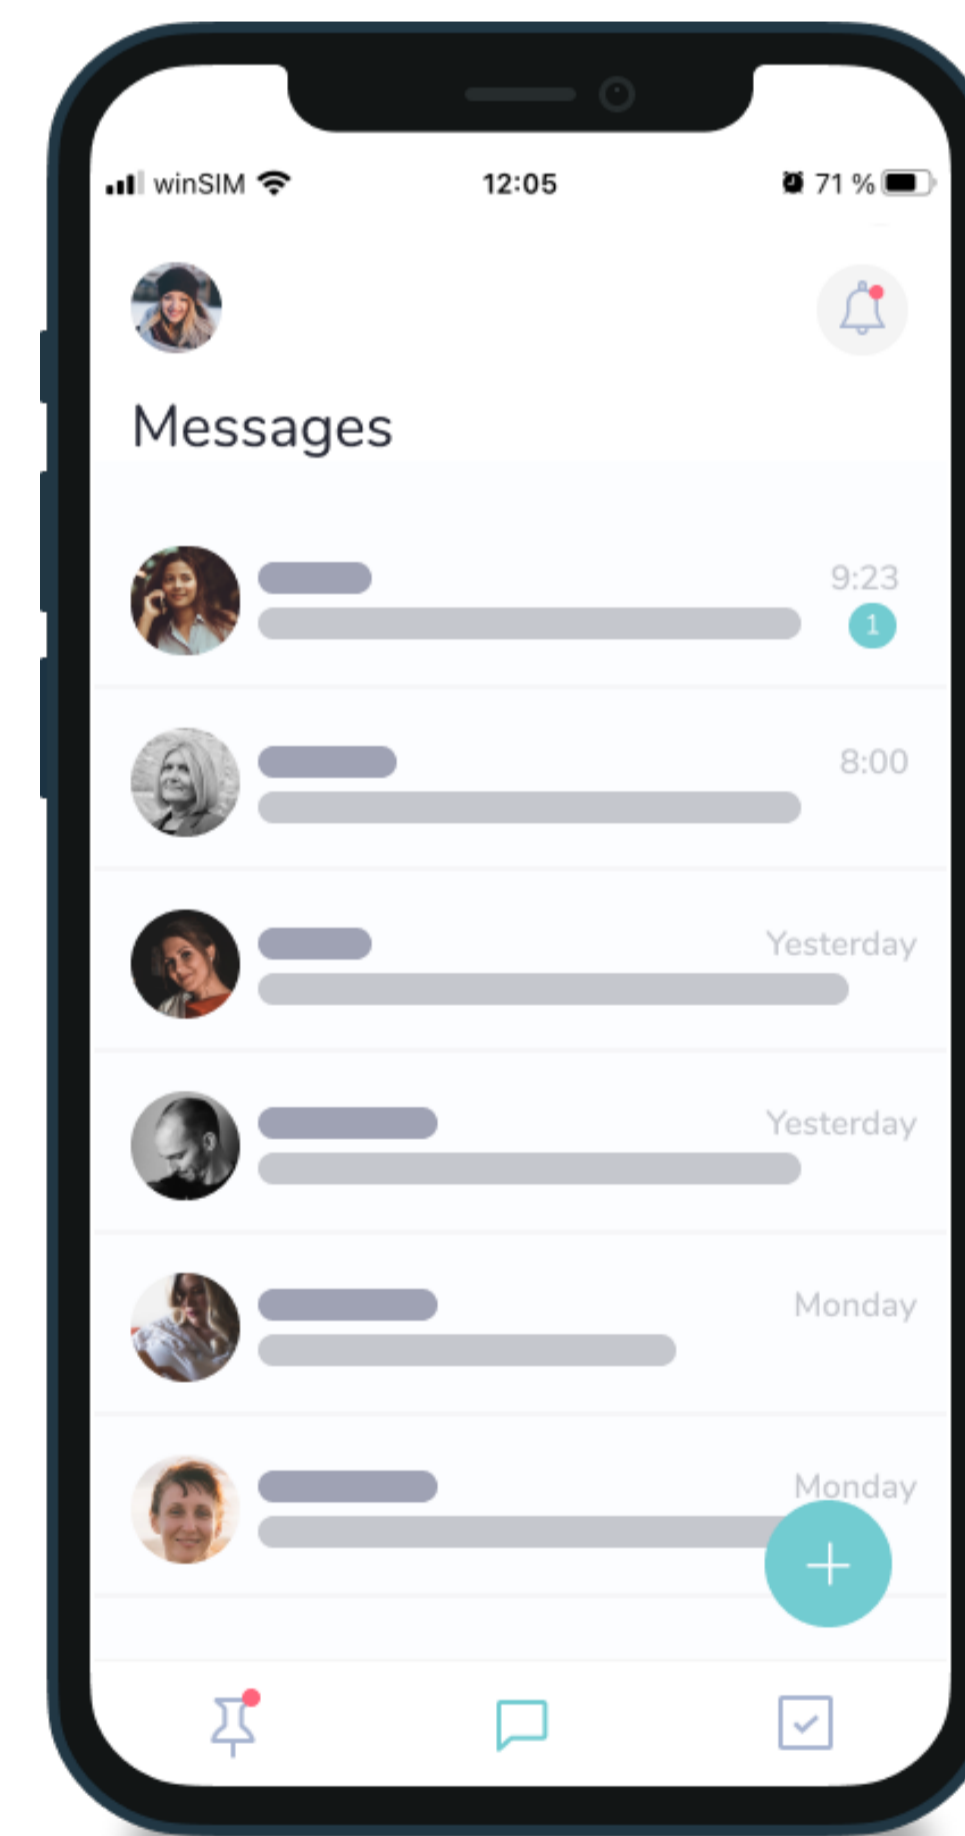 winSIM 12:05 71 %
Messages
9:23
1
8:00
Yesterday
Yesterday
Monday
Monday